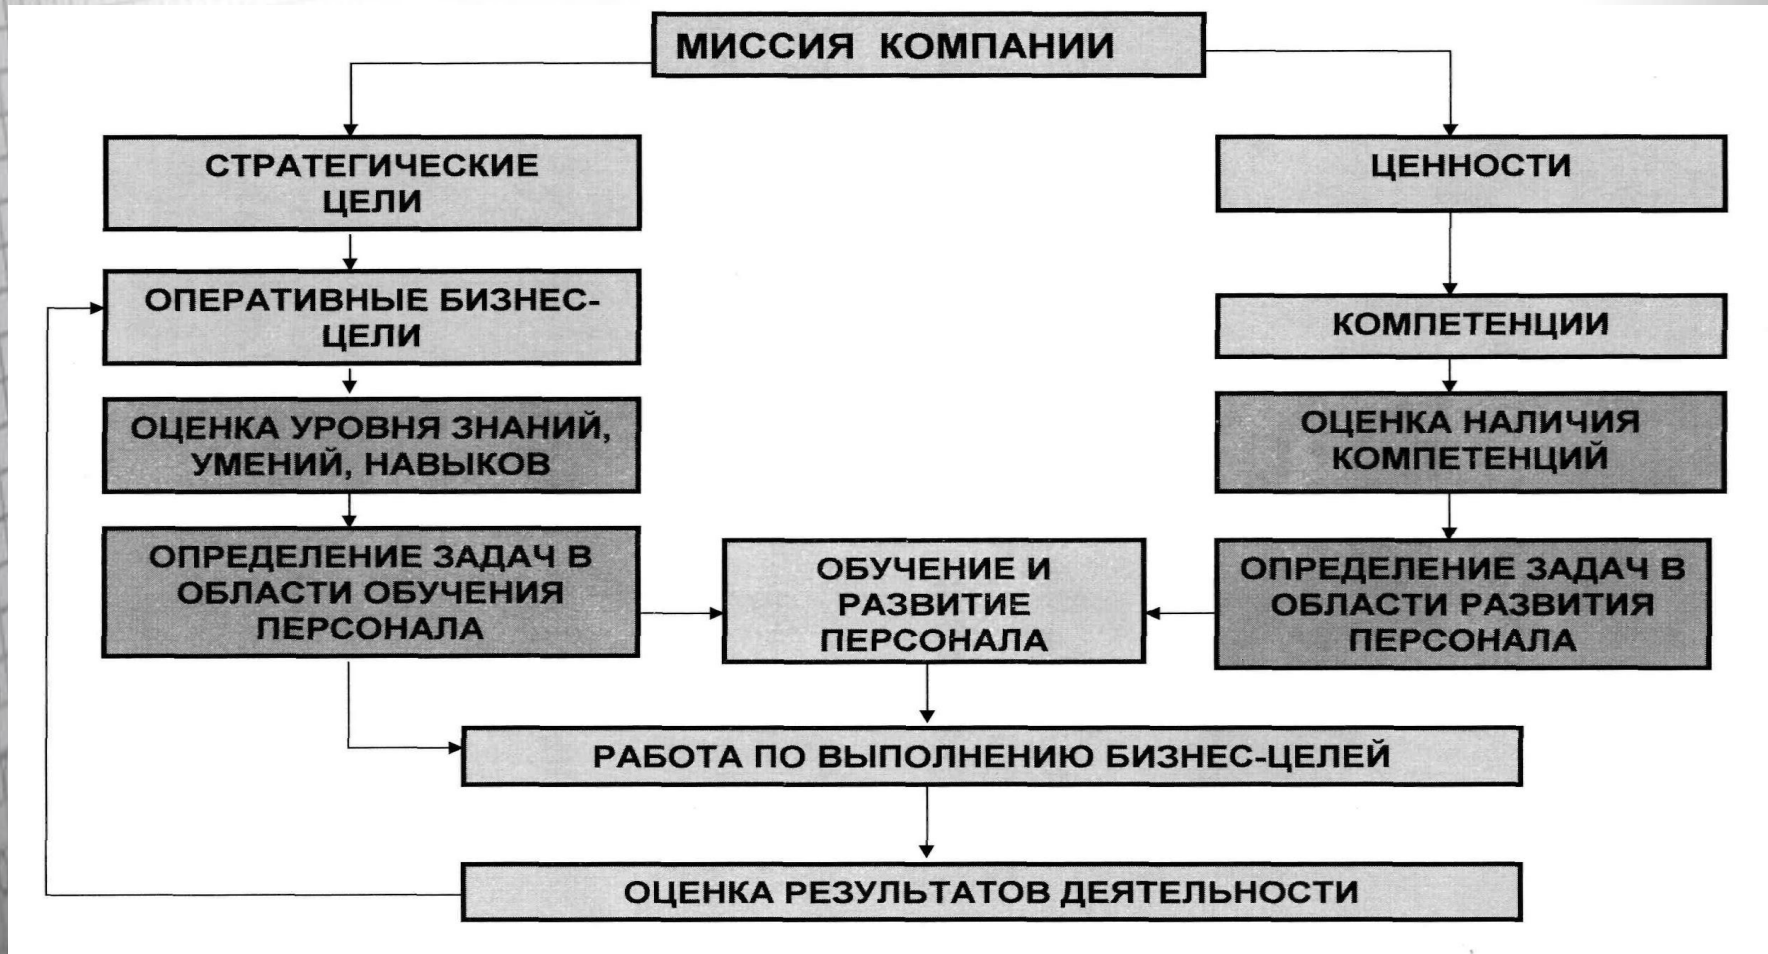 МИССИЯ КОМПАНИИ
СТРАТЕГИЧЕСКИЕ
ЦЕЛИ
ЦЕННОСТИ
ОПЕРАТИВНЫЕ БИЗНЕС-
ЦЕЛИ
КОМПЕТЕНЦИИ
ОЦЕНКА УРОВНЯ ЗНАНИЙ,
УМЕНИЙ, НАВЫКОВ
ОЦЕНКА НАЛИЧИЯ
КОМПЕТЕНЦИЙ
ОПРЕДЕЛЕНИЕ ЗАДАЧ В
ОБЛАСТИ ОБУЧЕНИЯ
ПЕРСОНАЛА
ОБУЧЕНИЕ И
РАЗВИТИЕ
ПЕРСОНАЛА
ОПРЕДЕЛЕНИЕ ЗАДАЧ В
ОБЛАСТИ РАЗВИТИЯ
ПЕРСОНАЛА
РАБОТА ПО ВЫПОЛНЕНИЮ БИЗНЕС-ЦЕЛЕЙ
ОЦЕНКА РЕЗУЛЬТАТОВ ДЕЯТЕЛЬНОСТИ